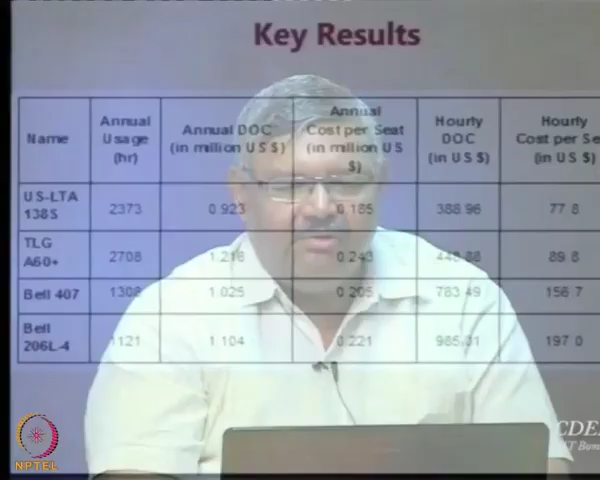 Key Results
Name Annual Usage (hr) Annual DOC (in million US $) Annual Cost per Seat (in million US $) Hourly DOC (in US $) Hourly Cost per Se (in US $)
US-LTA 138S 2373 0.923 0.185 388.96 77 8
TLG A60+ 2708 1.216 0.243 89 8
Bell 407 1308 1.025 0.205 783.49 156 7
Bell 206L-4 1121 1 104 0.221 985.01 197 0
CDE
NPTEL